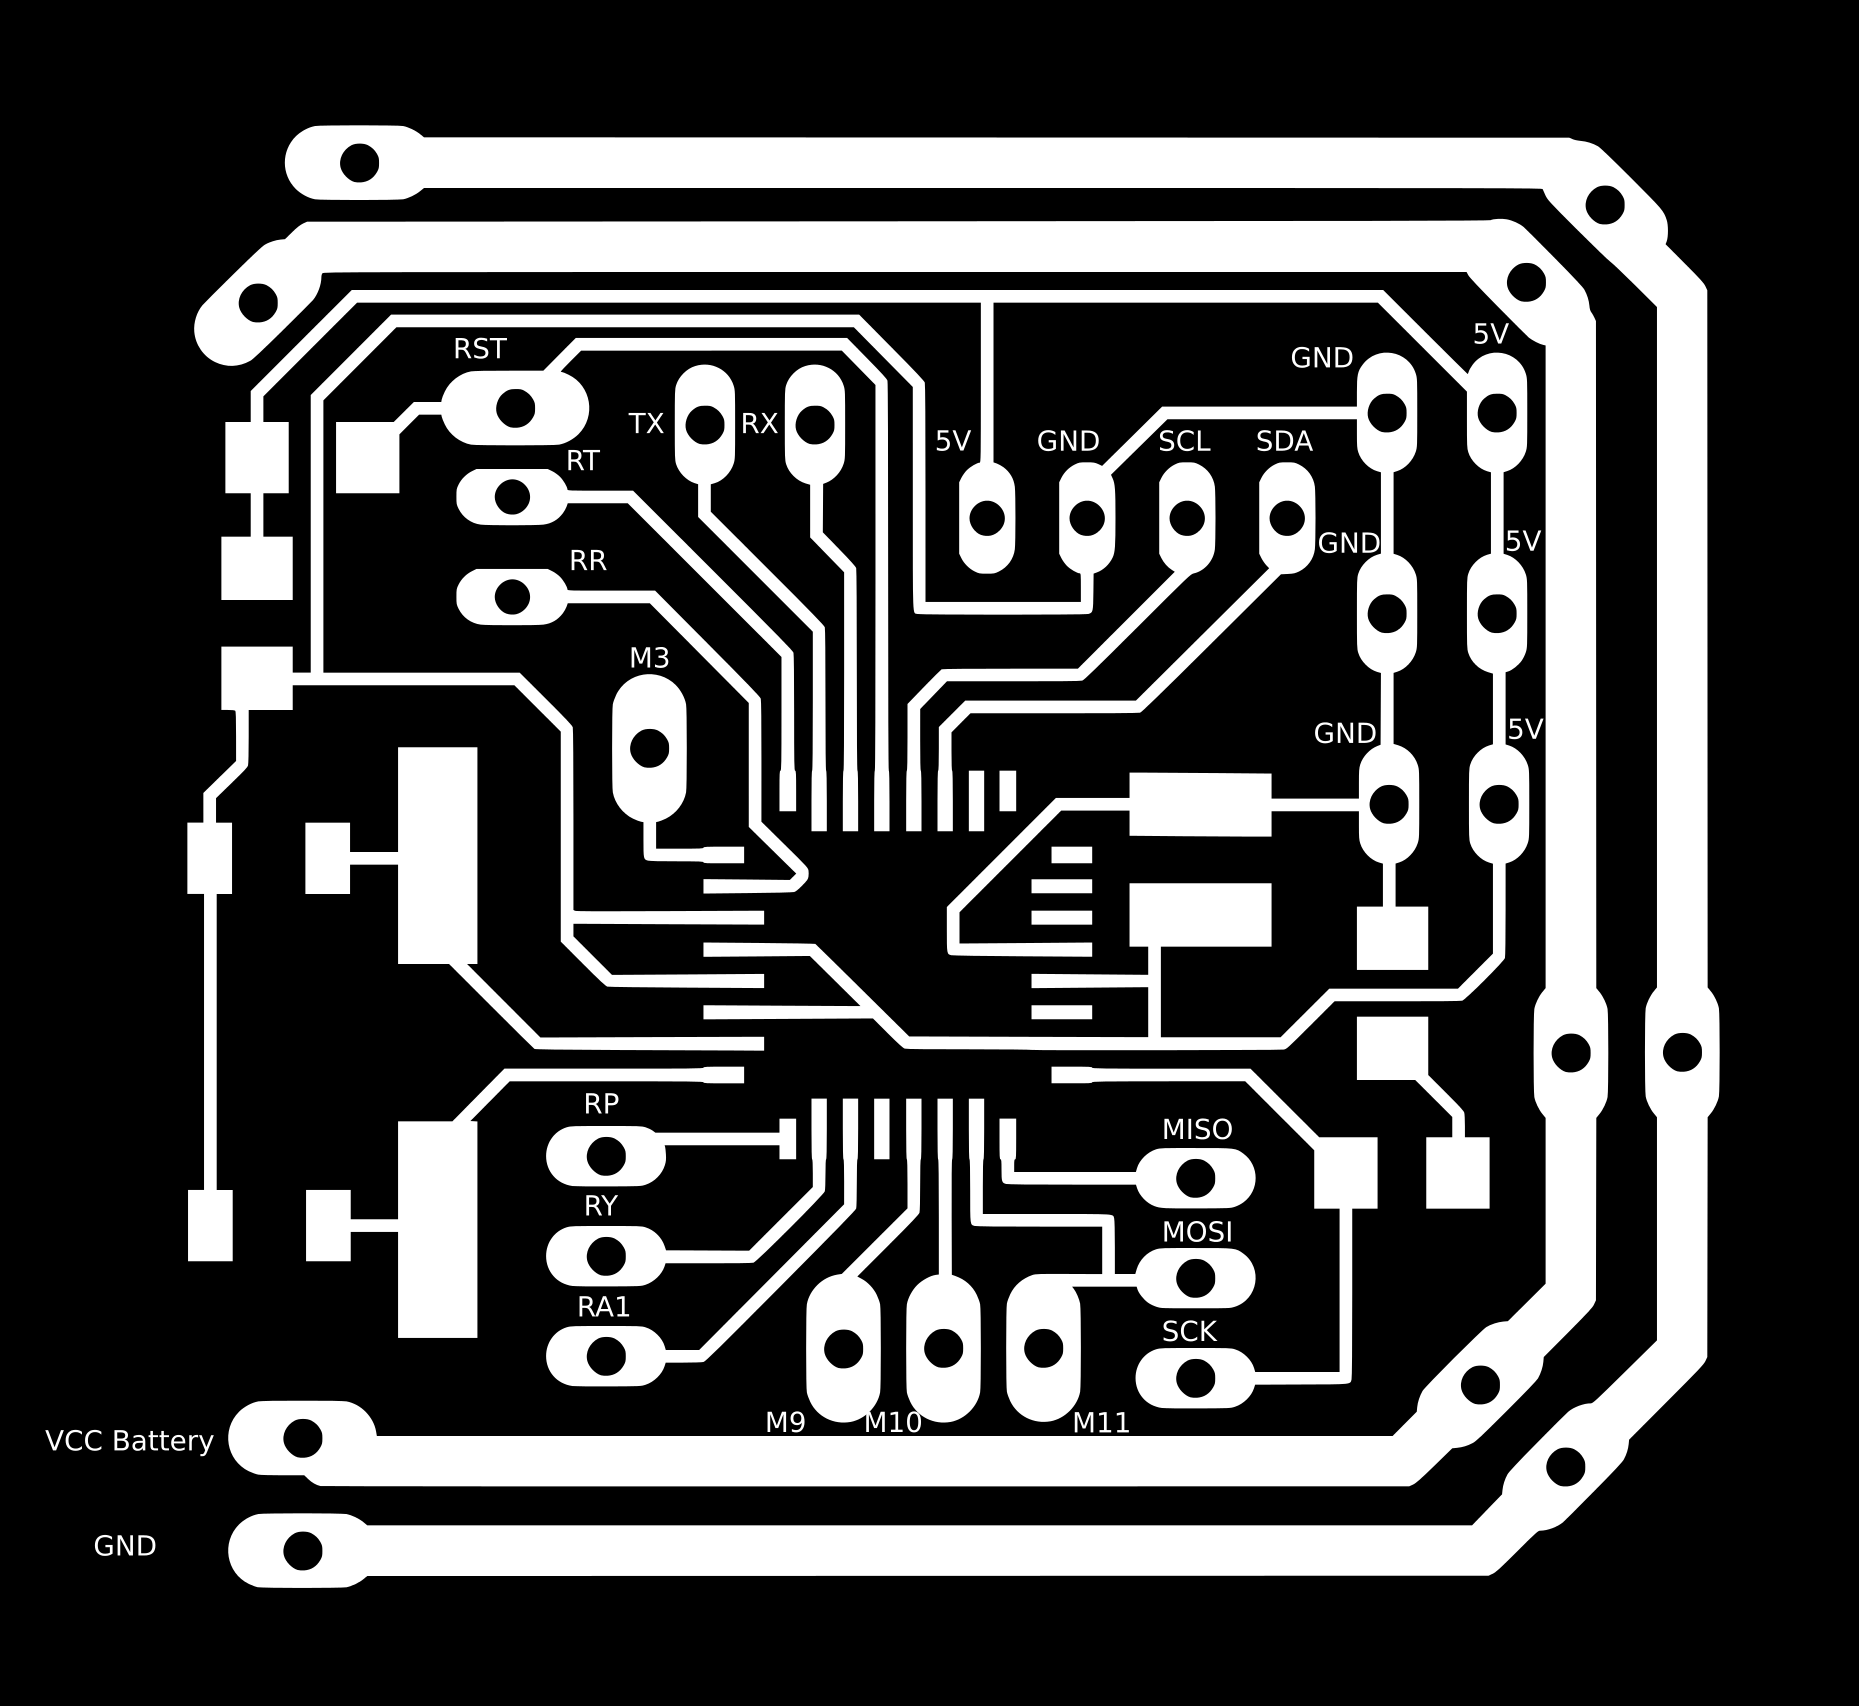 5V
RST
GND
TX
RX
5V
GND
SCL
SDA
RT
GND
5V
RR
M3
GND
5V
RP
MISO
RY
MOSI
RA1
SCK
M9
M10
M11
VCC Battery
GND